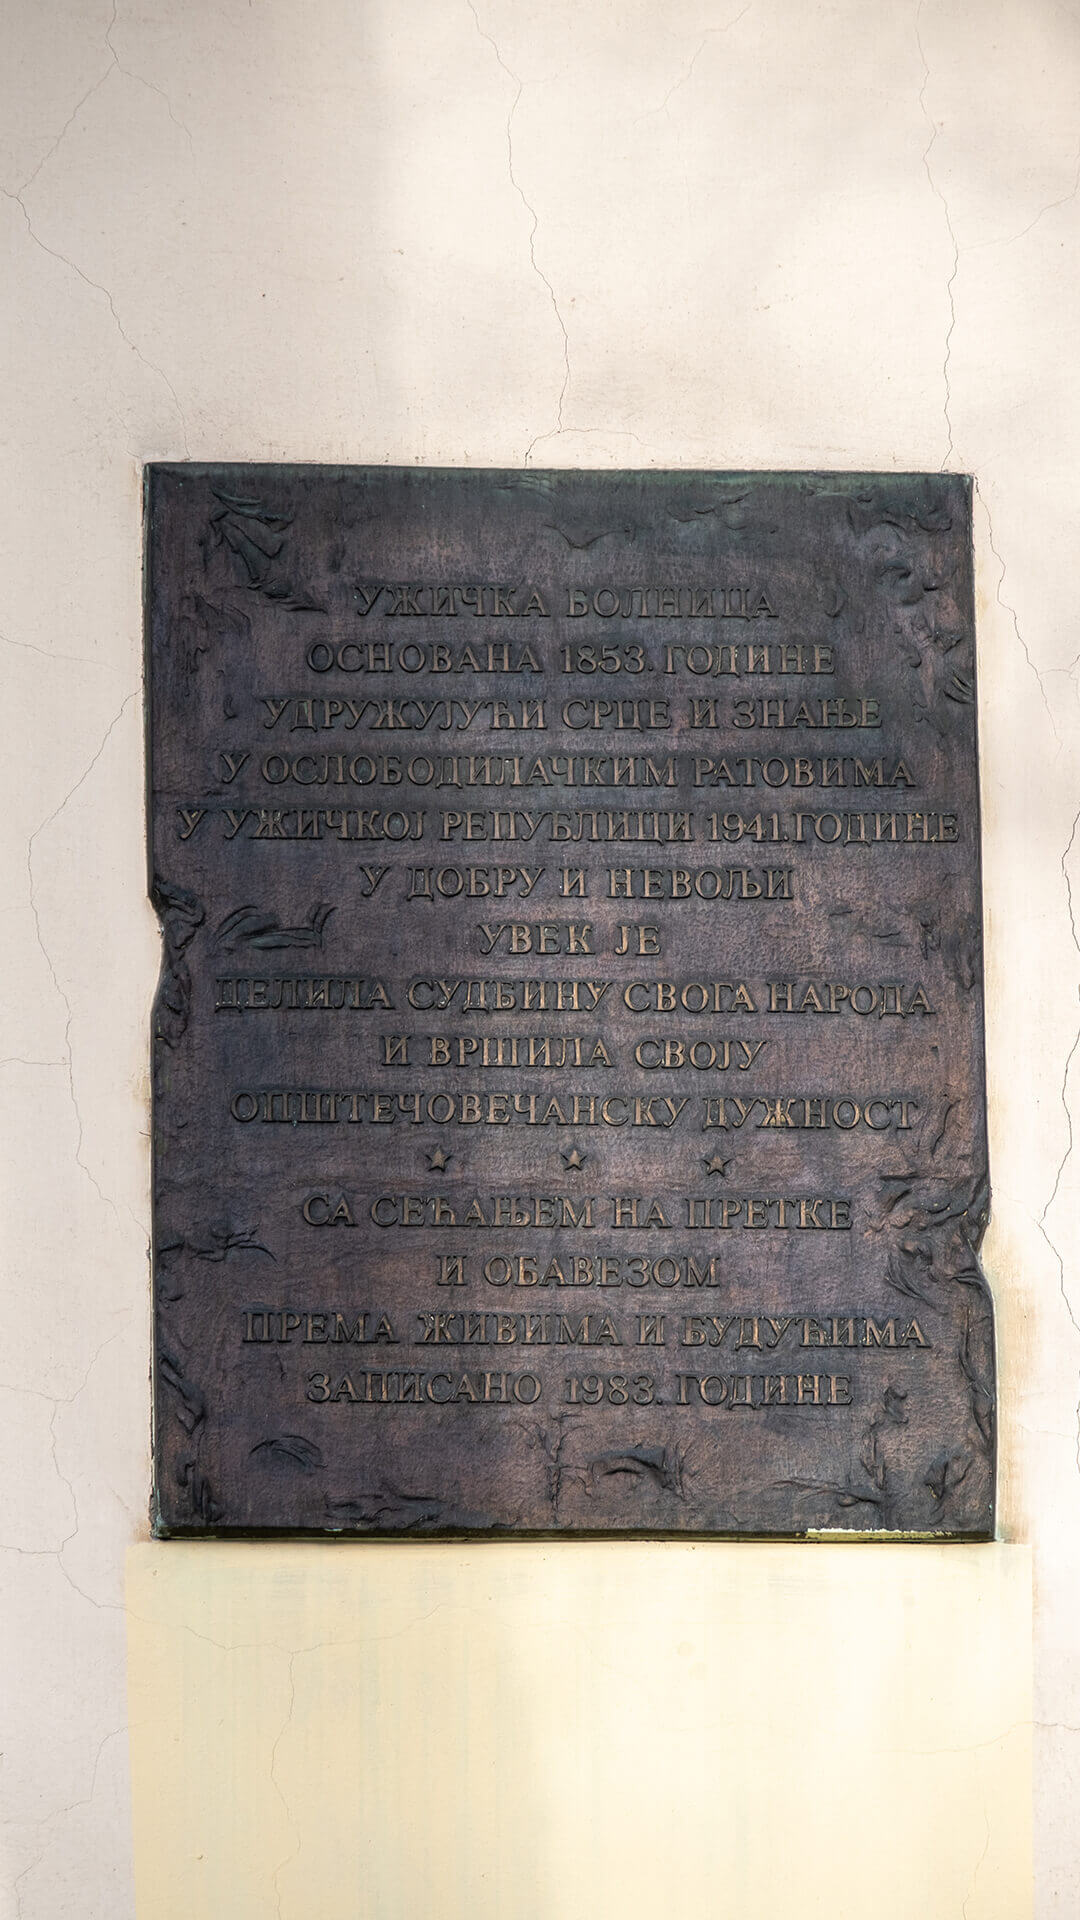 УЖИЧКА БОЛНИЦА
ОСНОВАНА 1853. ГОДИНЕ
УДРУЖУЈУЋИ СРЦЕ И ЗНАЊЕ
У ОСЛОБОДИЛАЧКИМ РАТОВИМА
У УЖИЧКОЈ РЕПУБЛИЦИ 1941. ГОДИНЕ
У ДОБРУ И НЕВОЉИ
УВЕК ЈЕ
ДЕЛИЛА СУДБИНУ СВОГА НАРОДА
И ВРШИЛА СВОЈУ
ОПШТЕЧОВЕЧАНСКУ ДУЖНОСТ
СА СЕЋАЊЕМ НА ПРЕТКЕ
И ОБАВЕЗОМ
ПРЕМА ЖИВИМА И БУДУЋИМА
ЗАПИСАНО 1983. ГОДИНЕ